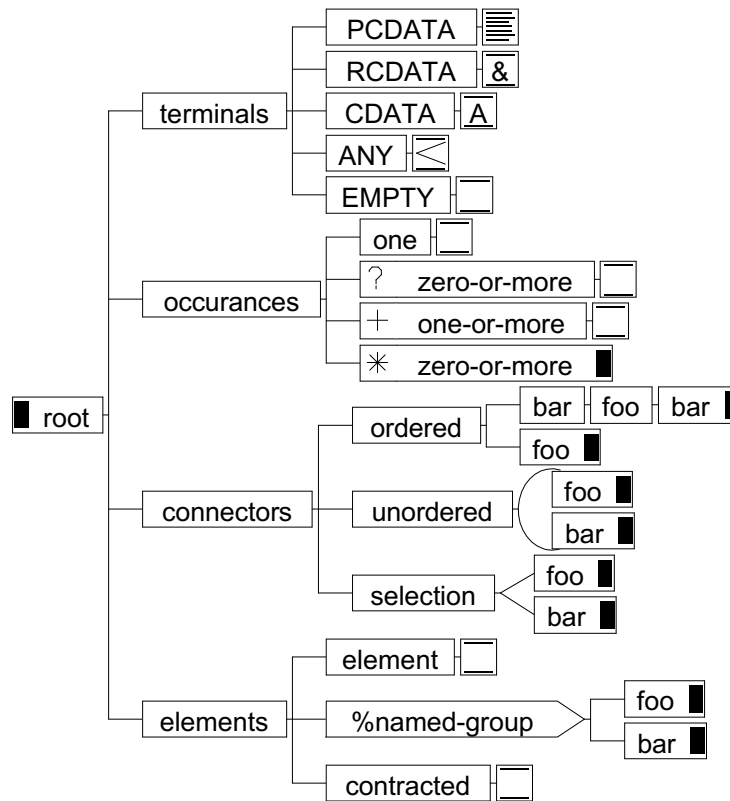 PCDATA
RCDATA &
terminals CDATA A
ANY <
EMPTY
one
? zero-or-more
occurances
+ one-or-more
* zero-or-more
bar foo bar
root
ordered
foo
foo
connectors unordered
bar
foo
selection
bar
element
foo
elements %named-group
bar
contracted